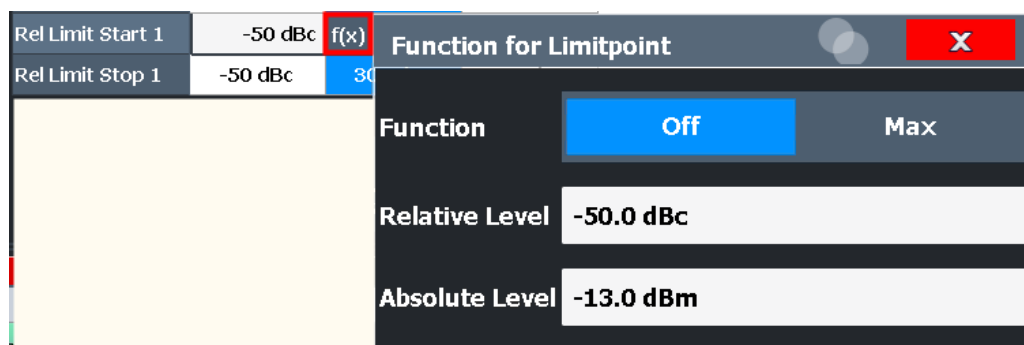 Rel Limit Start 1 -50 dBc f(x)
Rel Limit Stop 1 -50 dBc 30
Function for Limitpoint X
Function Off Max
Relative Level -50.0 dBc
Absolute Level -13.0 dBm